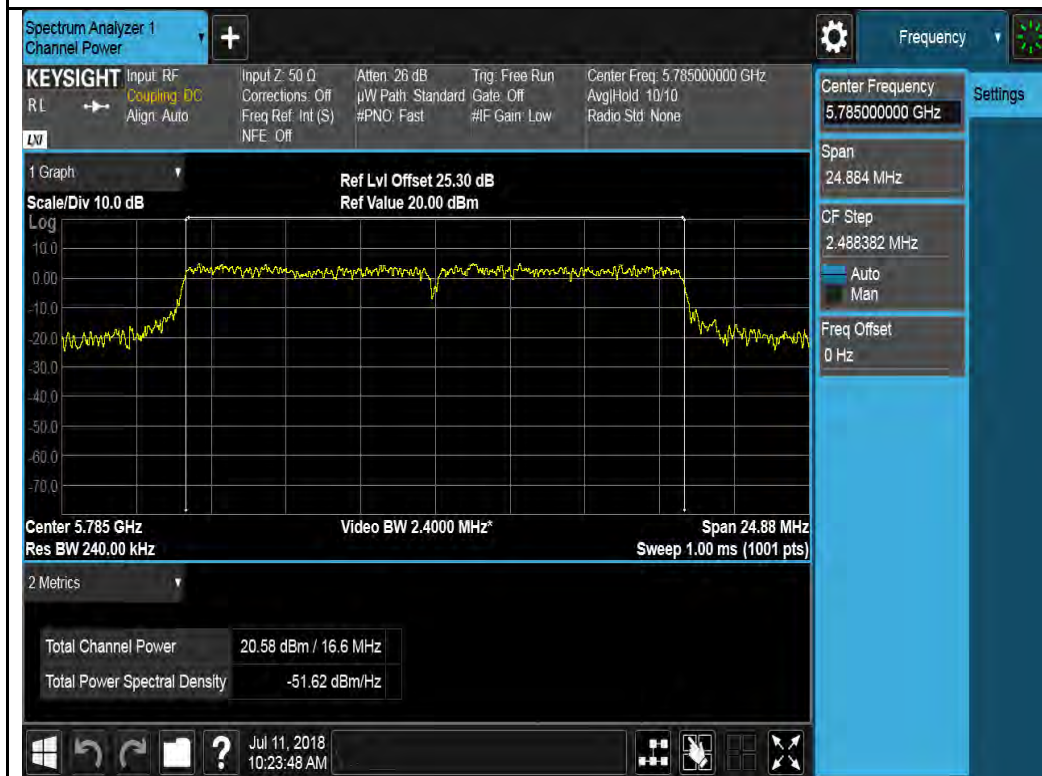 Spectrum Analyzer 1
Channel Power
+
Frequency
KEYSIGHT
RL
LXI
Input: RF
Coupling: DC
Align: Auto
Input Z: 50 Ω
Corrections: Off
Freq Ref: Int (S)
NFE: Off
Atten: 26 dB
µW Path: Standard
#PNO: Fast
Trig: Free Run
Gate: Off
#IF Gain: Low
Center Freq: 5.785000000 GHz
Avg|Hold: 10/10
Radio Std: None
Center Frequency
5.785000000 GHz
Settings
Span
24.884 MHz
CF Step
2.488382 MHz
Auto
Man
Freq Offset
0 Hz
1 Graph
Scale/Div 10.0 dB
Ref Lvl Offset 25.30 dB
Ref Value 20.00 dBm
Log
10.0
0.00
-10.0
-20.0
-30.0
-40.0
-50.0
-60.0
-70.0
Center 5.785 GHz
Video BW 2.4000 MHz*
Span 24.88 MHz
Res BW 240.00 kHz
Sweep 1.00 ms (1001 pts)
2 Metrics
Total Channel Power 20.58 dBm / 16.6 MHz
Total Power Spectral Density -51.62 dBm/Hz
?
Jul 11, 2018
10:23:48 AM